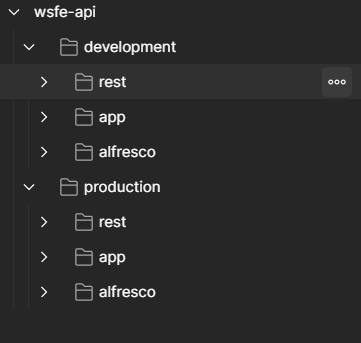 wsfe-api
development
rest
app
alfresco
production
rest
app
alfresco